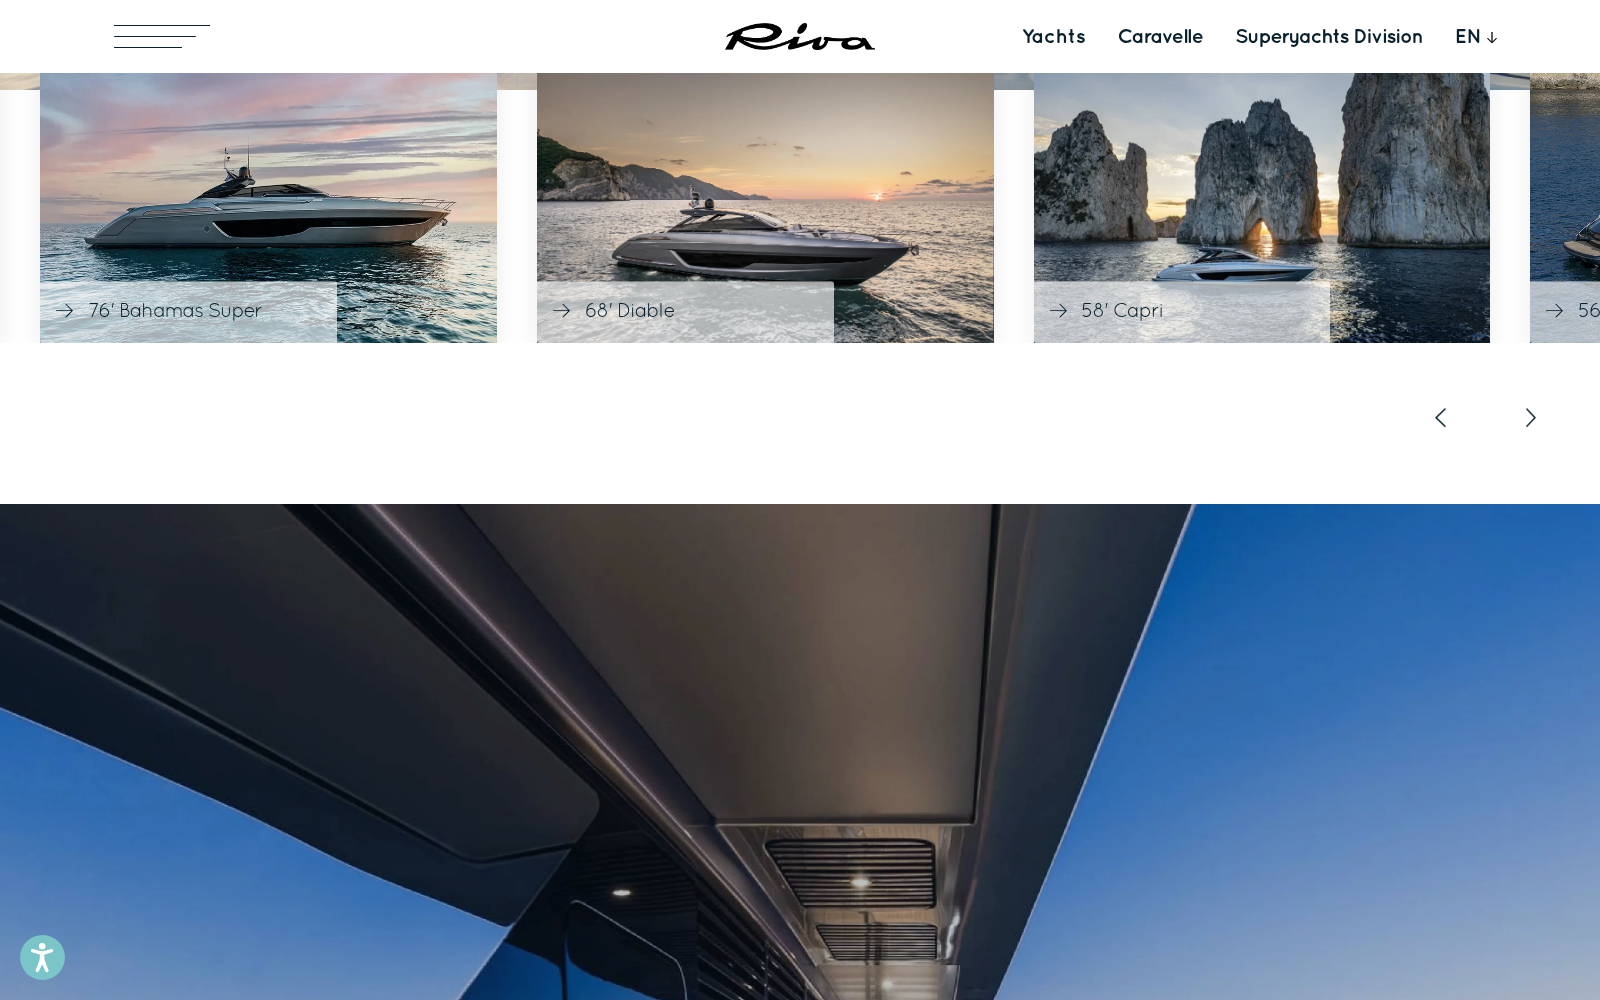 Riva
Yachts
Caravelle
Superyachts Division
EN ↓
→ 76' Bahamas Super
→ 68' Diable
→ 58' Capri
→ 56